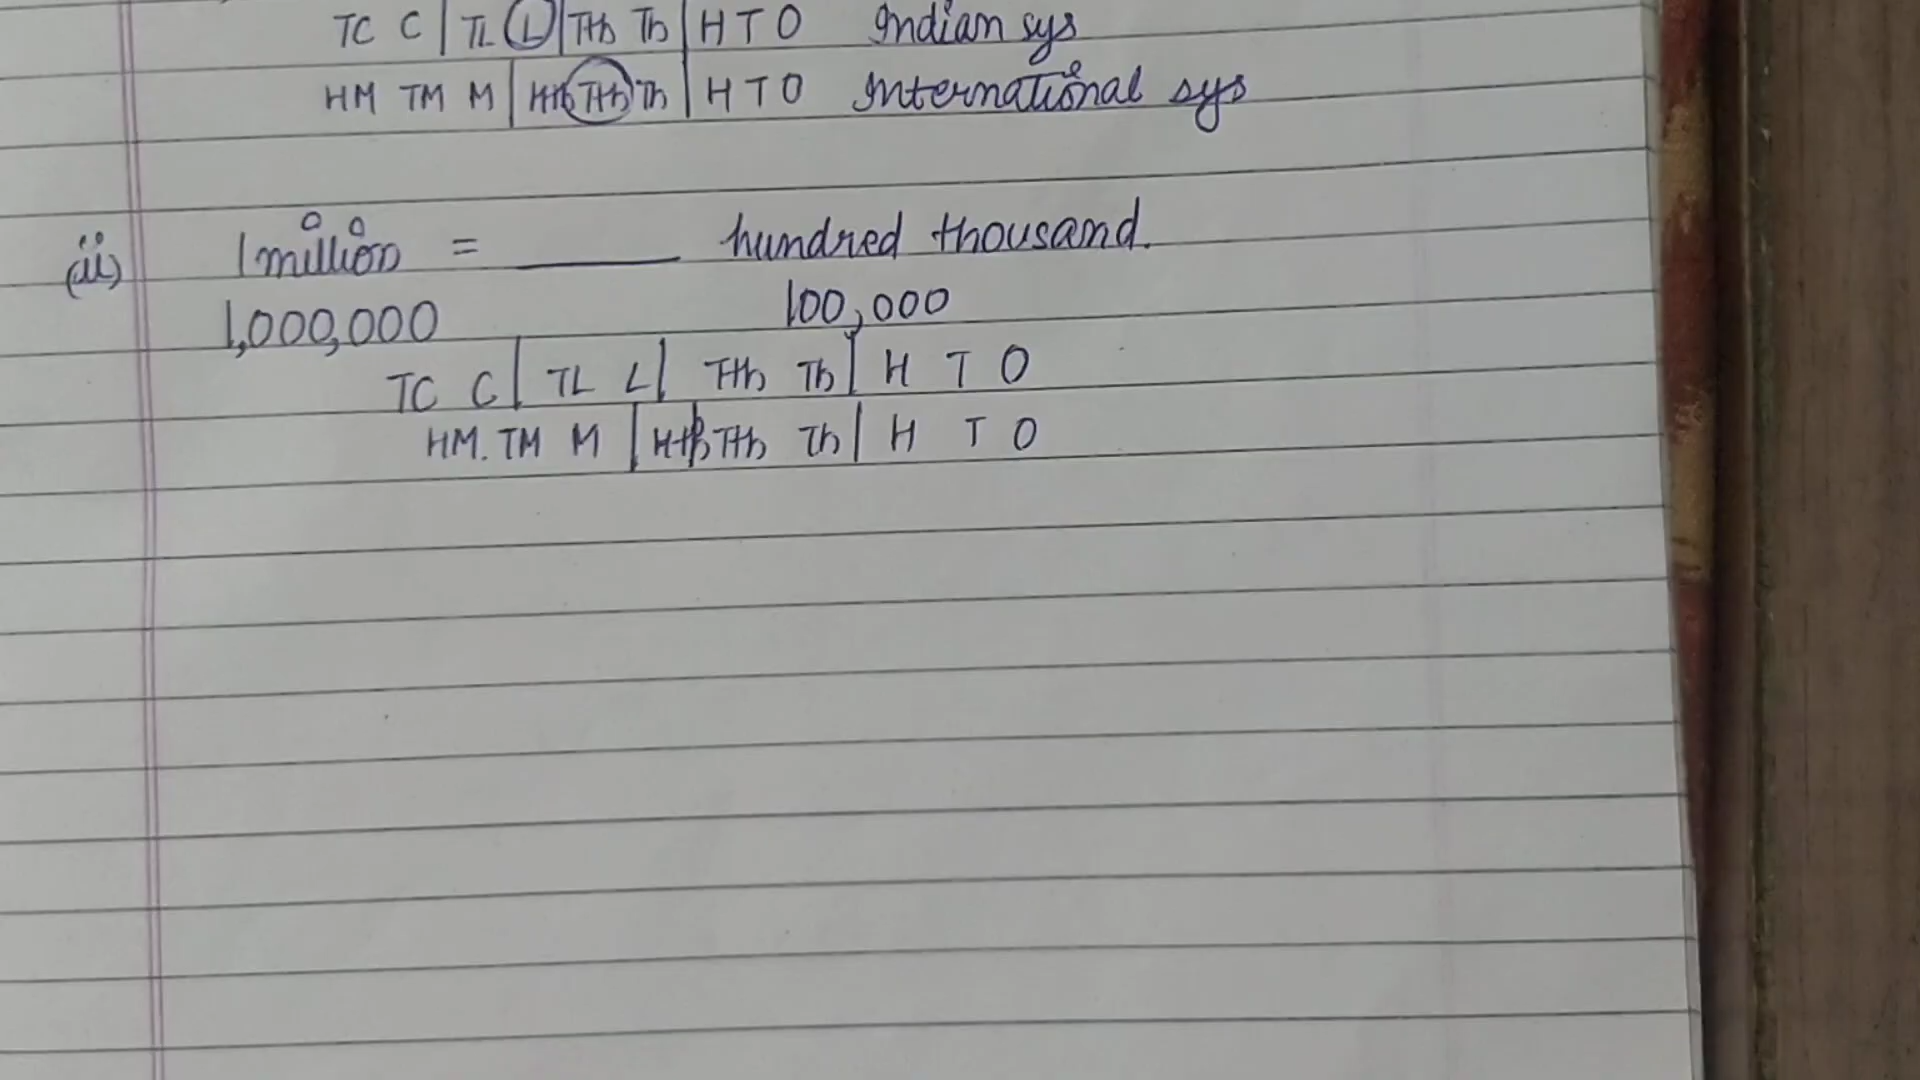 TC C | TL L | TTh Th | H T O Indian sys
HM TM M | HTh TTh Th | H T O International sys
(ii) 1 million = ______ hundred thousand.
1,000,000 100,000
TC C | TL L | TTh Th | H T O
HM. TM M | HTh TTh Th | H T O